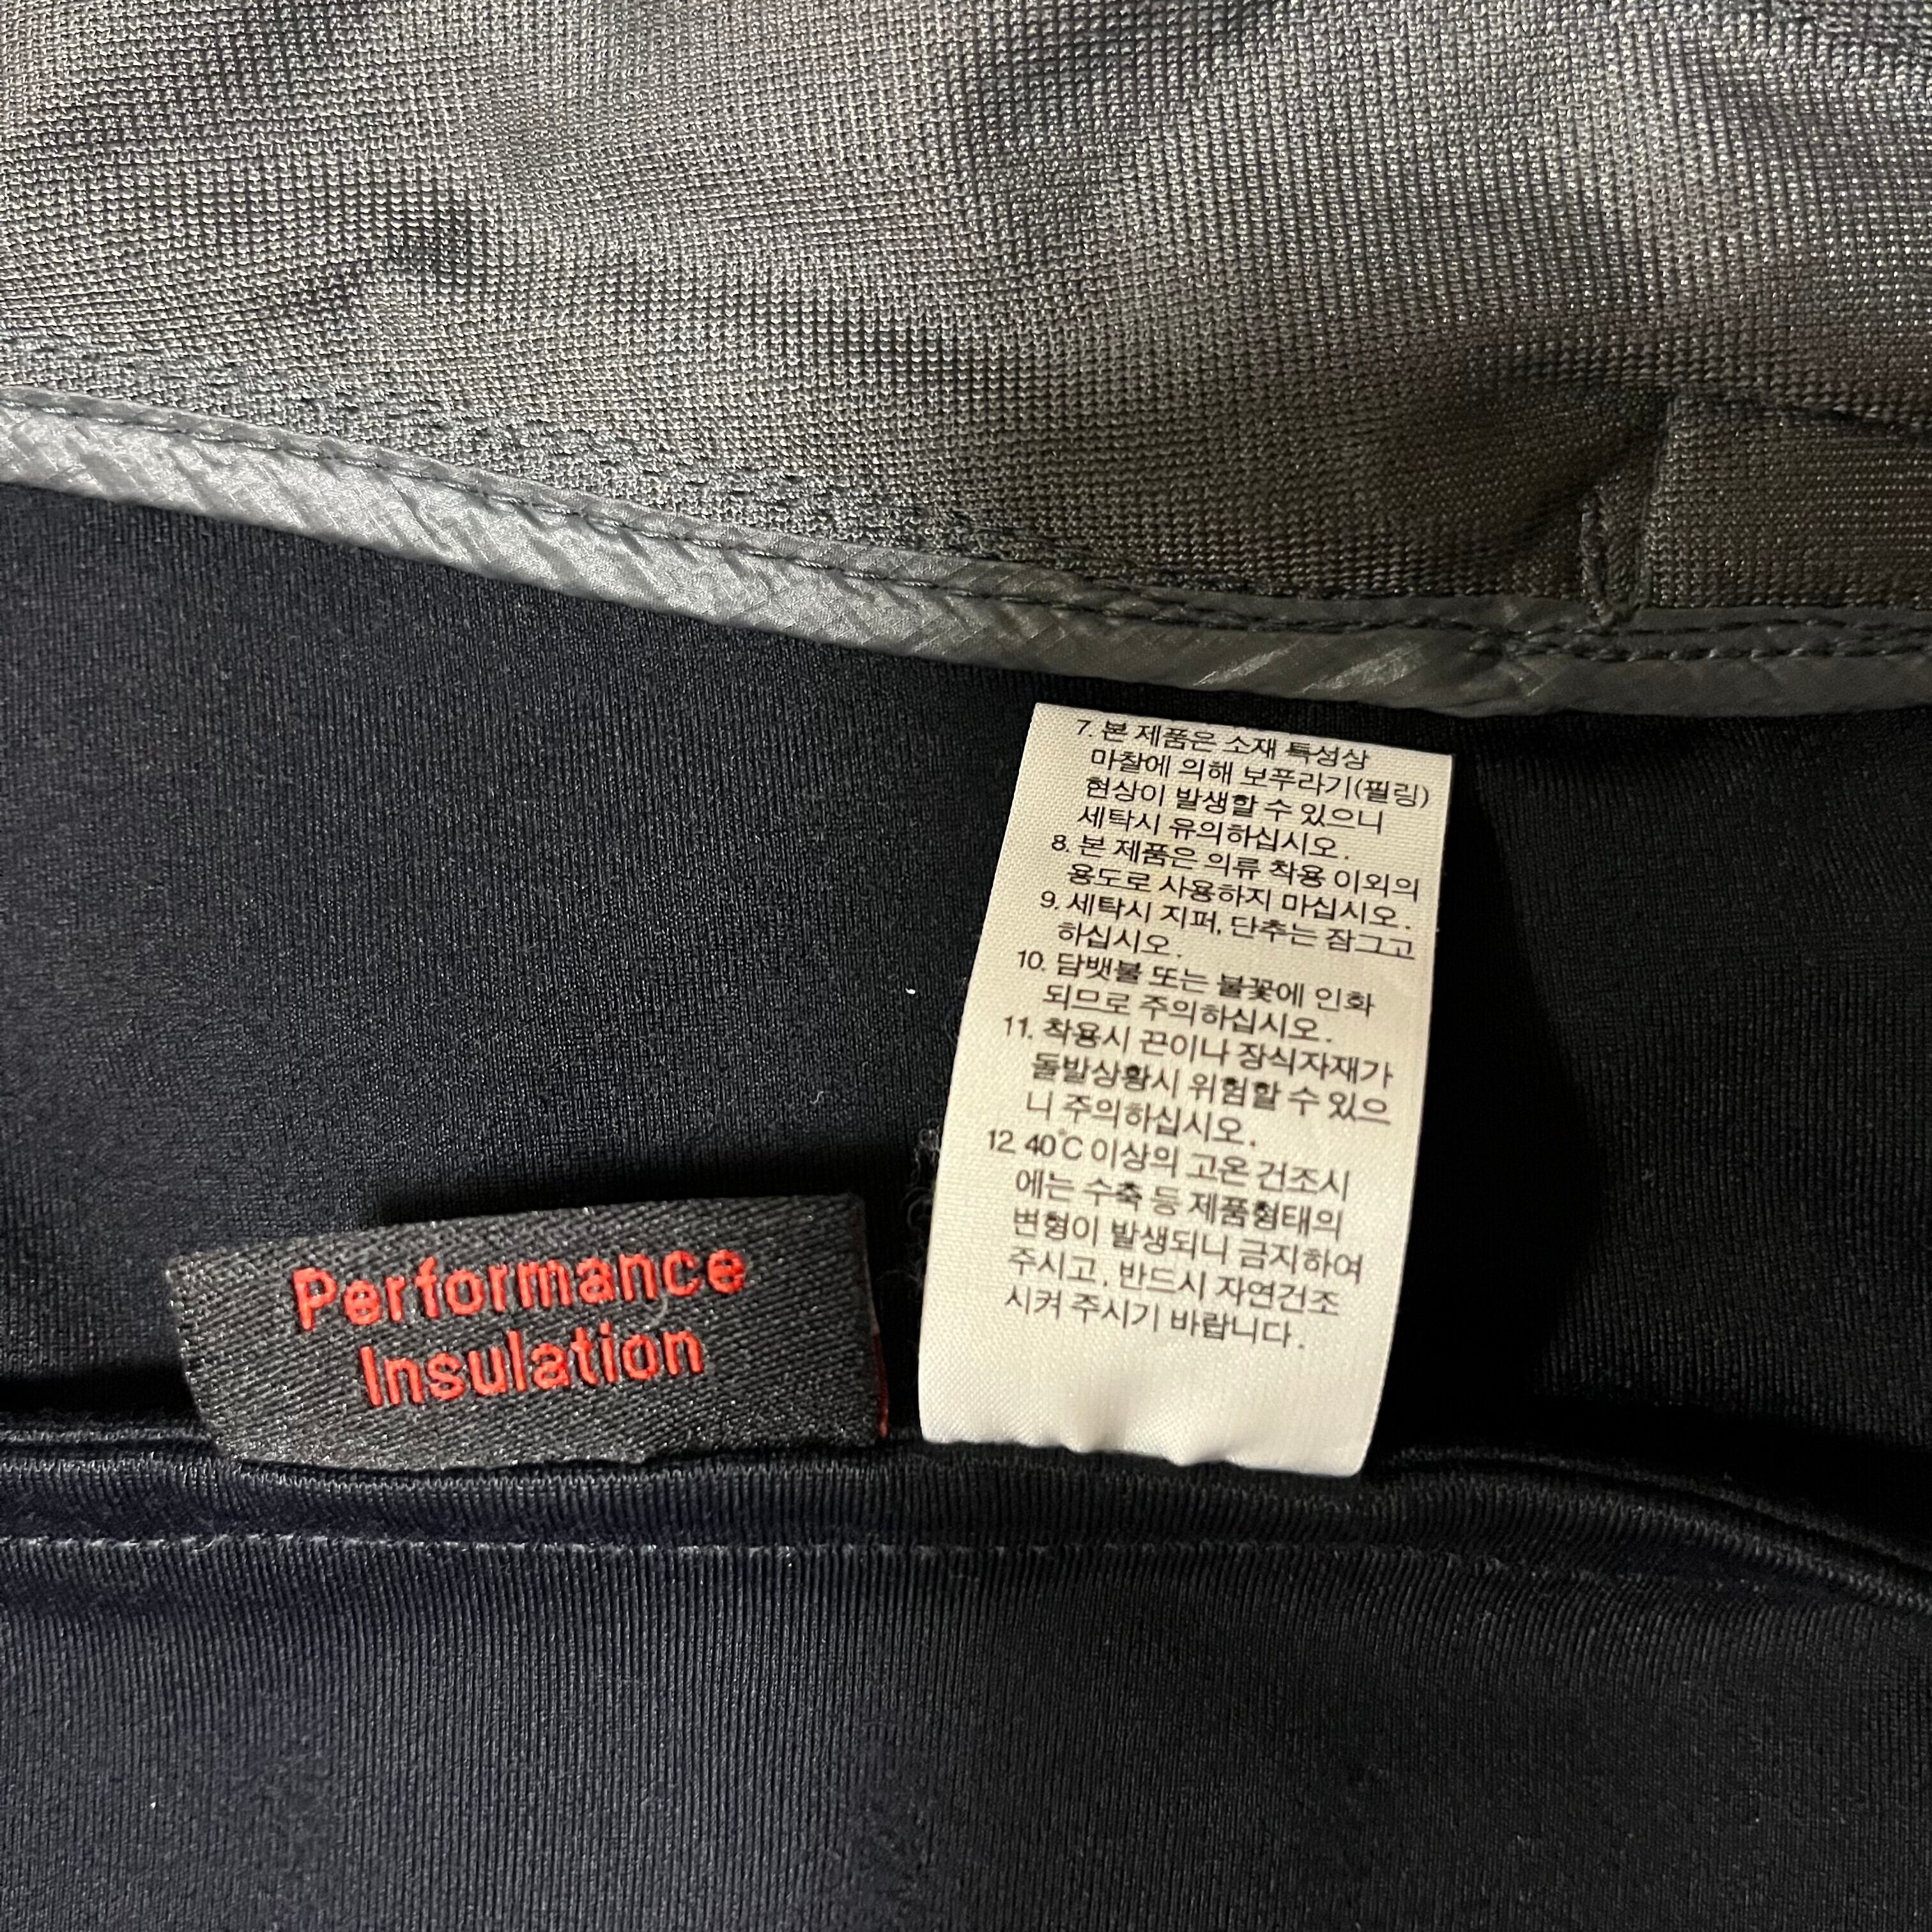 7. 본 제품은 소재 특성상
마찰에 의해 보푸라기(필링)
현상이 발생할 수 있으니
세탁시 유의하십시오.
8. 본 제품은 의류 착용 이외의
용도로 사용하지 마십시오.
9. 세탁시 지퍼, 단추는 잠그고
하십시오.
10. 담뱃불 또는 불꽃에 인화
되므로 주의하십시오.
11. 착용시 끈이나 장식자재가
돌발상황시 위험할 수 있으
니 주의하십시오.
12. 40°C 이상의 고온 건조시
에는 수축 등 제품형태의
변형이 발생되니 금지하여
주시고, 반드시 자연건조
시켜 주시기 바랍니다.
Performance
Insulation